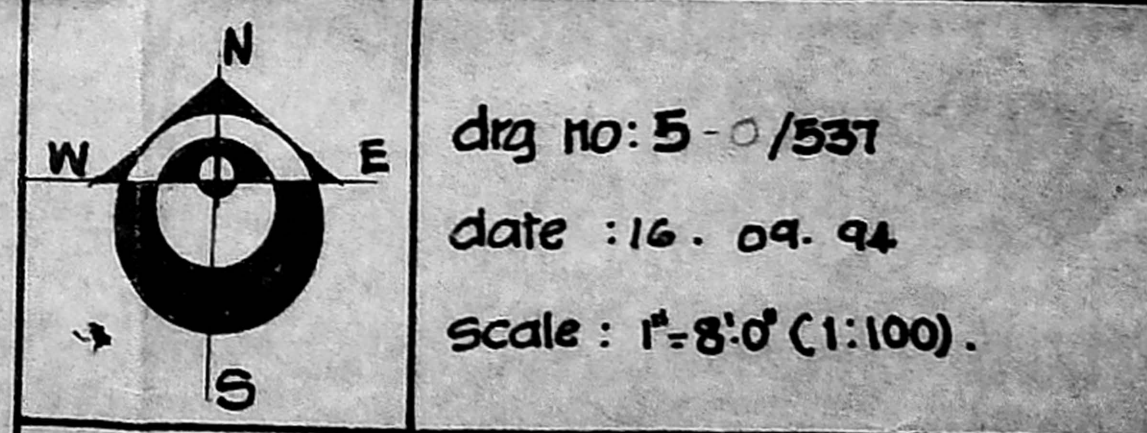 N
W E
S
drg no: 5-0/537
date : 16. 09. 94
scale : 1"=8'.0" (1:100).